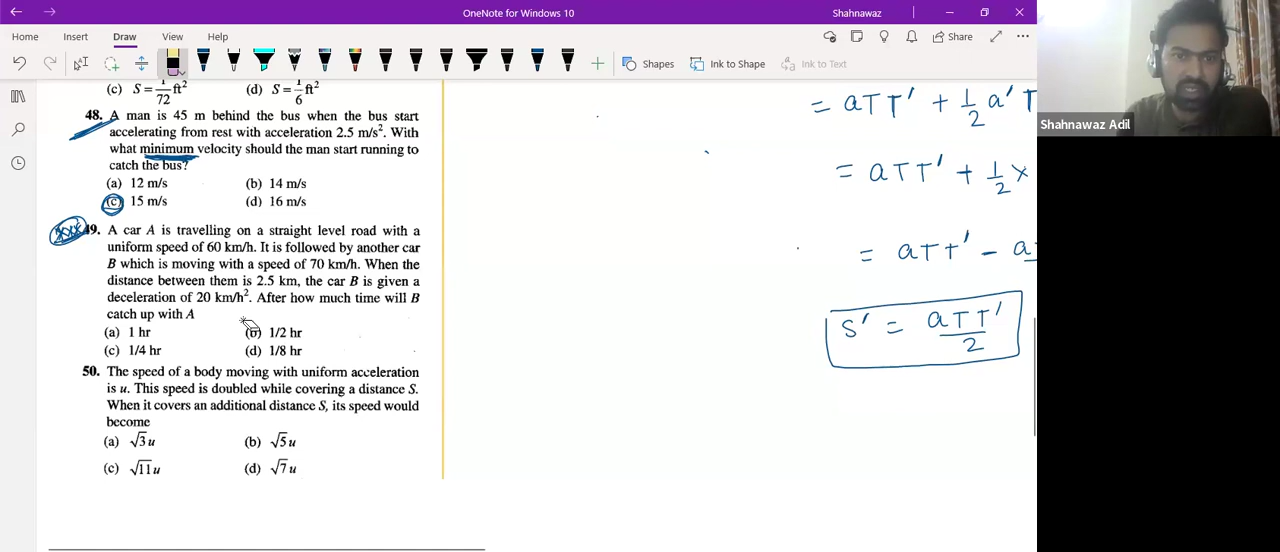 OneNote for Windows 10
Shahnawaz
Home Insert Draw View Help
Share
Shapes
Ink to Shape
Ink to Text
(c) S = 1/72 ft² (d) S = 1/6 ft²
48. A man is 45 m behind the bus when the bus start
accelerating from rest with acceleration 2.5 m/s². With
what minimum velocity should the man start running to
catch the bus?
(a) 12 m/s (b) 14 m/s
(c) 15 m/s (d) 16 m/s
49. A car A is travelling on a straight level road with a
uniform speed of 60 km/h. It is followed by another car
B which is moving with a speed of 70 km/h. When the
distance between them is 2.5 km, the car B is given a
deceleration of 20 km/h². After how much time will B
catch up with A
(a) 1 hr (b) 1/2 hr
(c) 1/4 hr (d) 1/8 hr
50. The speed of a body moving with uniform acceleration
is u. This speed is doubled while covering a distance S.
When it covers an additional distance S, its speed would
become
(a) √3 u (b) √5 u
(c) √11 u (d) √7 u
= aTT' + 1/2 a' T
= aTT' + 1/2 ×
= aTt' - a
S' = aTT'/2
Shahnawaz Adil